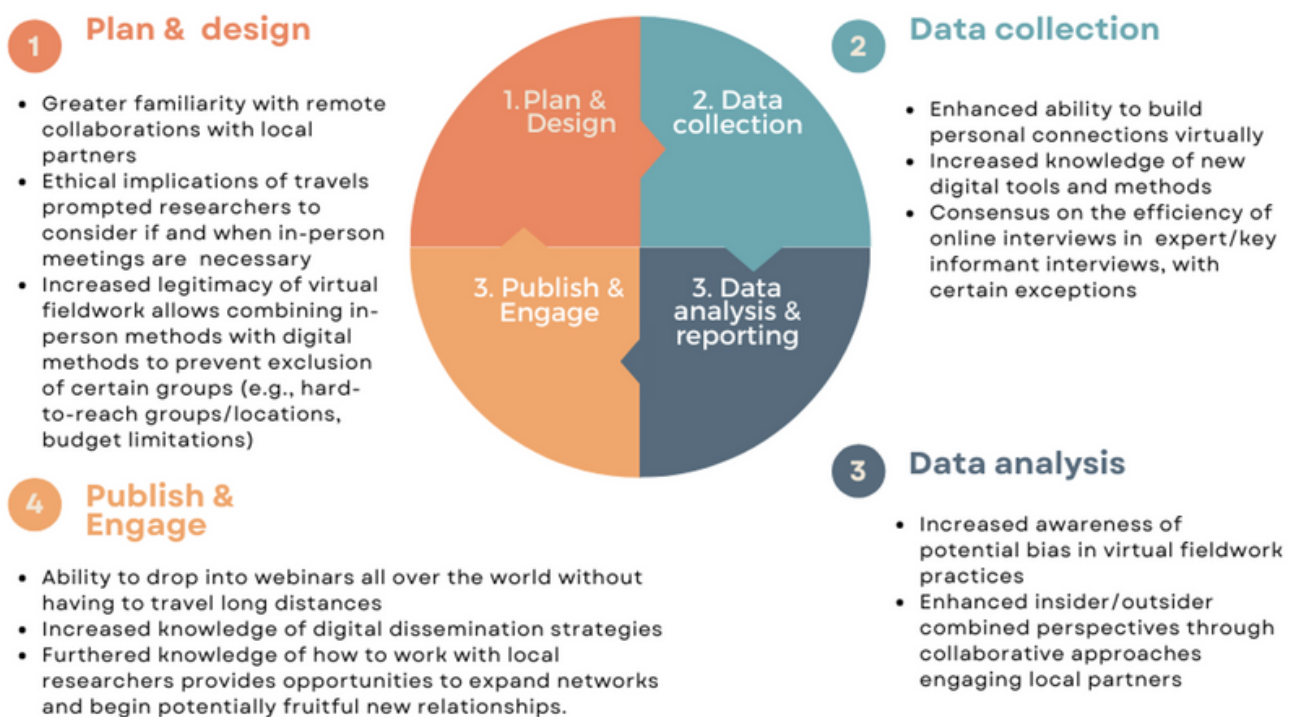 1
Plan & design
• Greater familiarity with remote
collaborations with local
partners
• Ethical implications of travels
prompted researchers to
consider if and when in-person
meetings are necessary
• Increased legitimacy of virtual
fieldwork allows combining in-
person methods with digital
methods to prevent exclusion
of certain groups (e.g., hard-
to-reach groups/locations,
budget limitations)
1. Plan &
Design
2. Data
collection
3. Publish &
Engage
3. Data
analysis &
reporting
2
Data collection
• Enhanced ability to build
personal connections virtually
• Increased knowledge of new
digital tools and methods
• Consensus on the efficiency of
online interviews in expert/key
informant interviews, with
certain exceptions
3
Data analysis
• Increased awareness of
potential bias in virtual fieldwork
practices
• Enhanced insider/outsider
combined perspectives through
collaborative approaches
engaging local partners
4
Publish &
Engage
• Ability to drop into webinars all over the world without
having to travel long distances
• Increased knowledge of digital dissemination strategies
• Furthered knowledge of how to work with local
researchers provides opportunities to expand networks
and begin potentially fruitful new relationships.